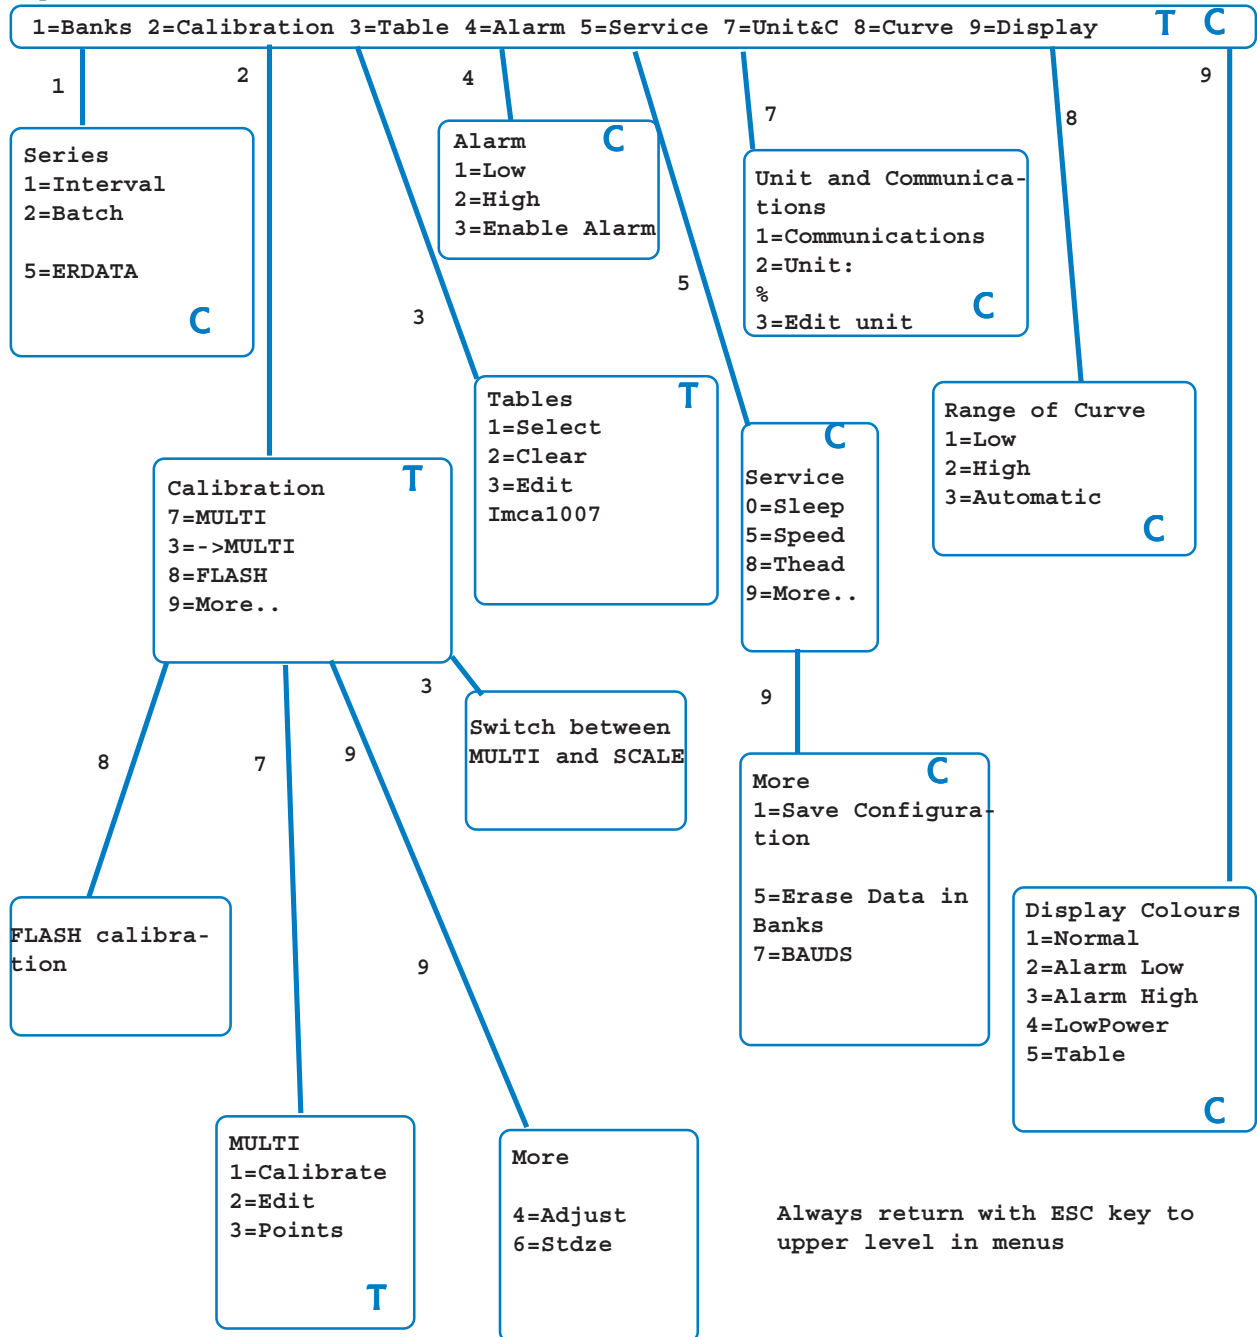 1=Banks 2=Calibration 3=Table 4=Alarm 5=Service 7=Unit&C 8=Curve 9=Display T C
1
2
4
7
8
9
Series
1=Interval
2=Batch
5=ERDATA
C
Alarm C
1=Low
2=High
3=Enable Alarm
Unit and Communica-
tions
1=Communications
2=Unit:
%
3=Edit unit
C
3
5
Tables T
1=Select
2=Clear
3=Edit
Imca1007
C
Service
0=Sleep
5=Speed
8=Thead
9=More..
Range of Curve
1=Low
2=High
3=Automatic
C
Calibration T
7=MULTI
3=->MULTI
8=FLASH
9=More..
3
Switch between
MULTI and SCALE
9
8
7
9
More C
1=Save Configura-
tion
5=Erase Data in
Banks
7=BAUDS
FLASH calibra-
tion
9
Display Colours
1=Normal
2=Alarm Low
3=Alarm High
4=LowPower
5=Table
C
MULTI
1=Calibrate
2=Edit
3=Points
T
More
4=Adjust
6=Stdze
Always return with ESC key to
upper level in menus